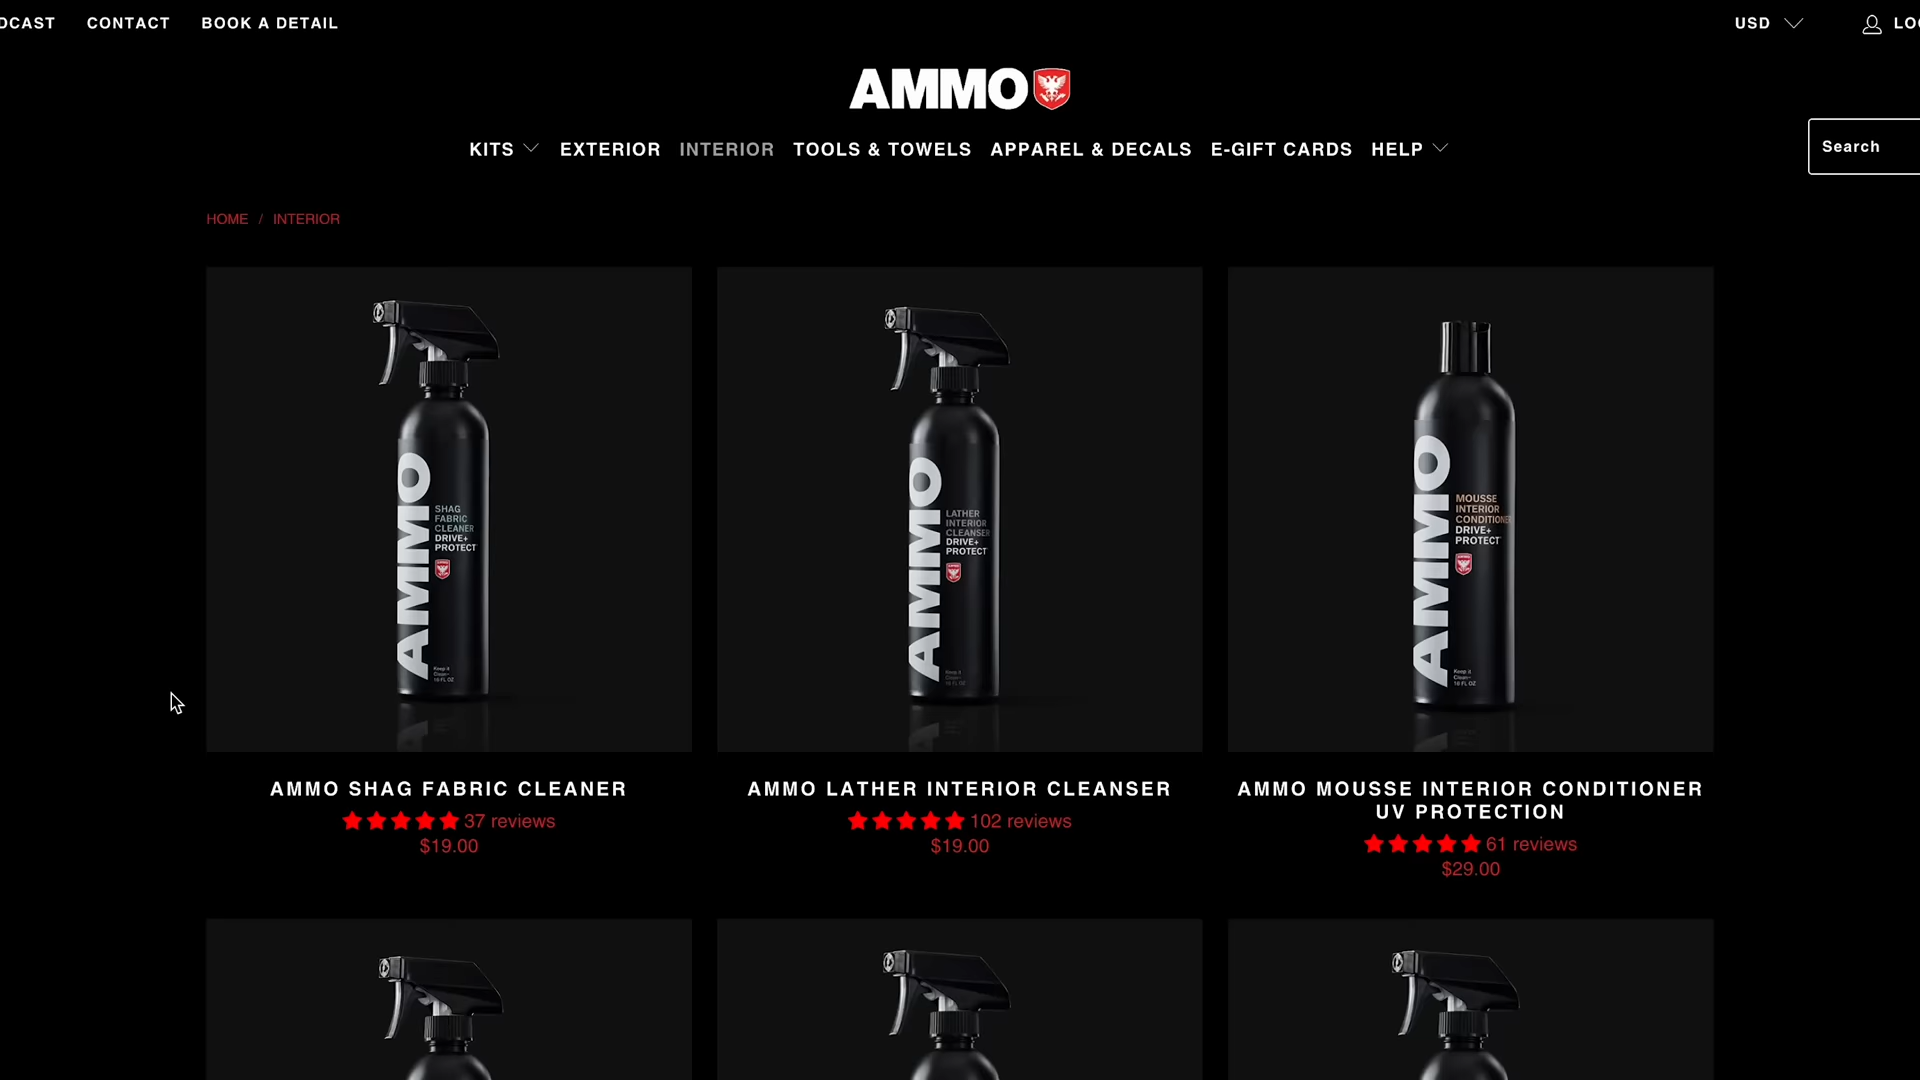 DCAST CONTACT BOOK A DETAIL USD LOG
AMMO
KITS EXTERIOR INTERIOR TOOLS & TOWELS APPAREL & DECALS E-GIFT CARDS HELP
Search
HOME / INTERIOR
AMMO
SHAG
FABRIC
CLEANER
DRIVE+
PROTECT
Keep it
Clean
16 FL OZ
AMMO
LATHER
INTERIOR
CLEANSER
DRIVE+
PROTECT
Keep it
Clean
16 FL OZ
AMMO
MOUSSE
INTERIOR
CONDITIONER
DRIVE+
PROTECT
Keep it
Clean
16 FL OZ
AMMO SHAG FABRIC CLEANER
37 reviews
$19.00
AMMO LATHER INTERIOR CLEANSER
102 reviews
$19.00
AMMO MOUSSE INTERIOR CONDITIONER
UV PROTECTION
61 reviews
$29.00